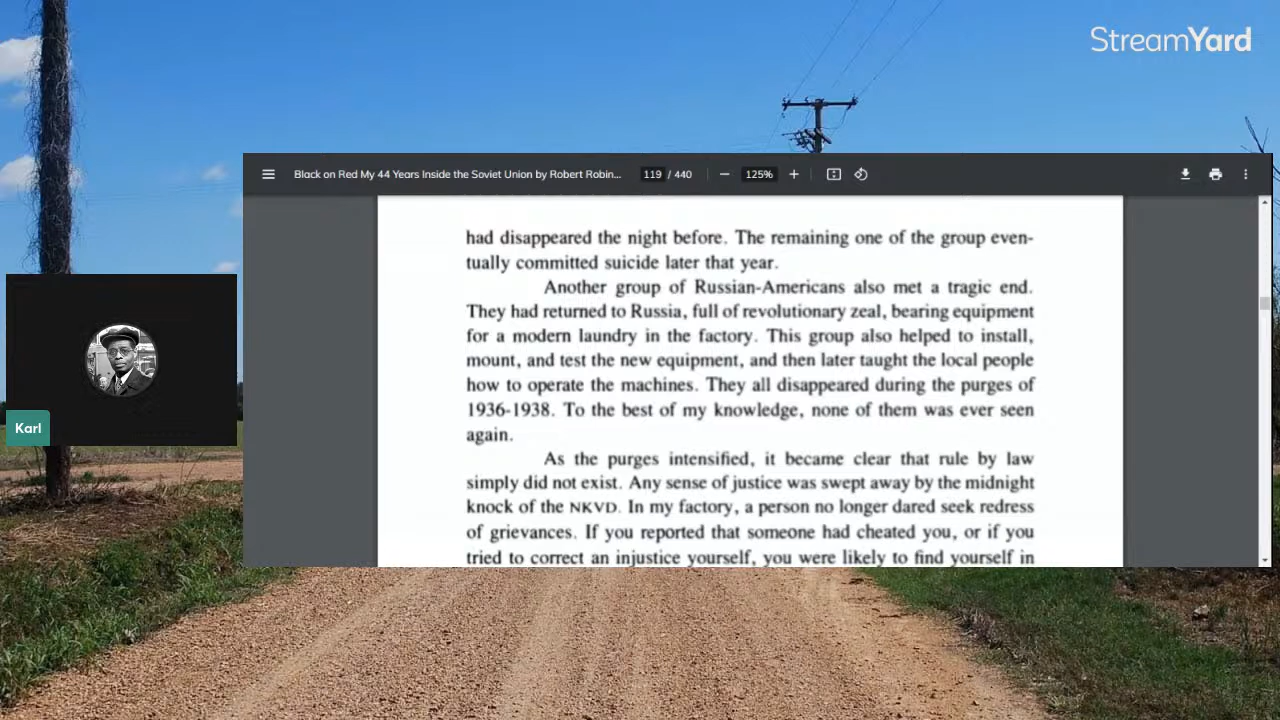 StreamYard
Black on Red My 44 Years Inside the Soviet Union by Robert Robin... 119 / 440 125%
had disappeared the night before. The remaining one of the group even-
tually committed suicide later that year.
Another group of Russian-Americans also met a tragic end.
They had returned to Russia, full of revolutionary zeal, bearing equipment
for a modern laundry in the factory. This group also helped to install,
mount, and test the new equipment, and then later taught the local people
how to operate the machines. They all disappeared during the purges of
1936-1938. To the best of my knowledge, none of them was ever seen
again.
As the purges intensified, it became clear that rule by law
simply did not exist. Any sense of justice was swept away by the midnight
knock of the NKVD. In my factory, a person no longer dared seek redress
of grievances. If you reported that someone had cheated you, or if you
tried to correct an injustice yourself, you were likely to find yourself in
Karl